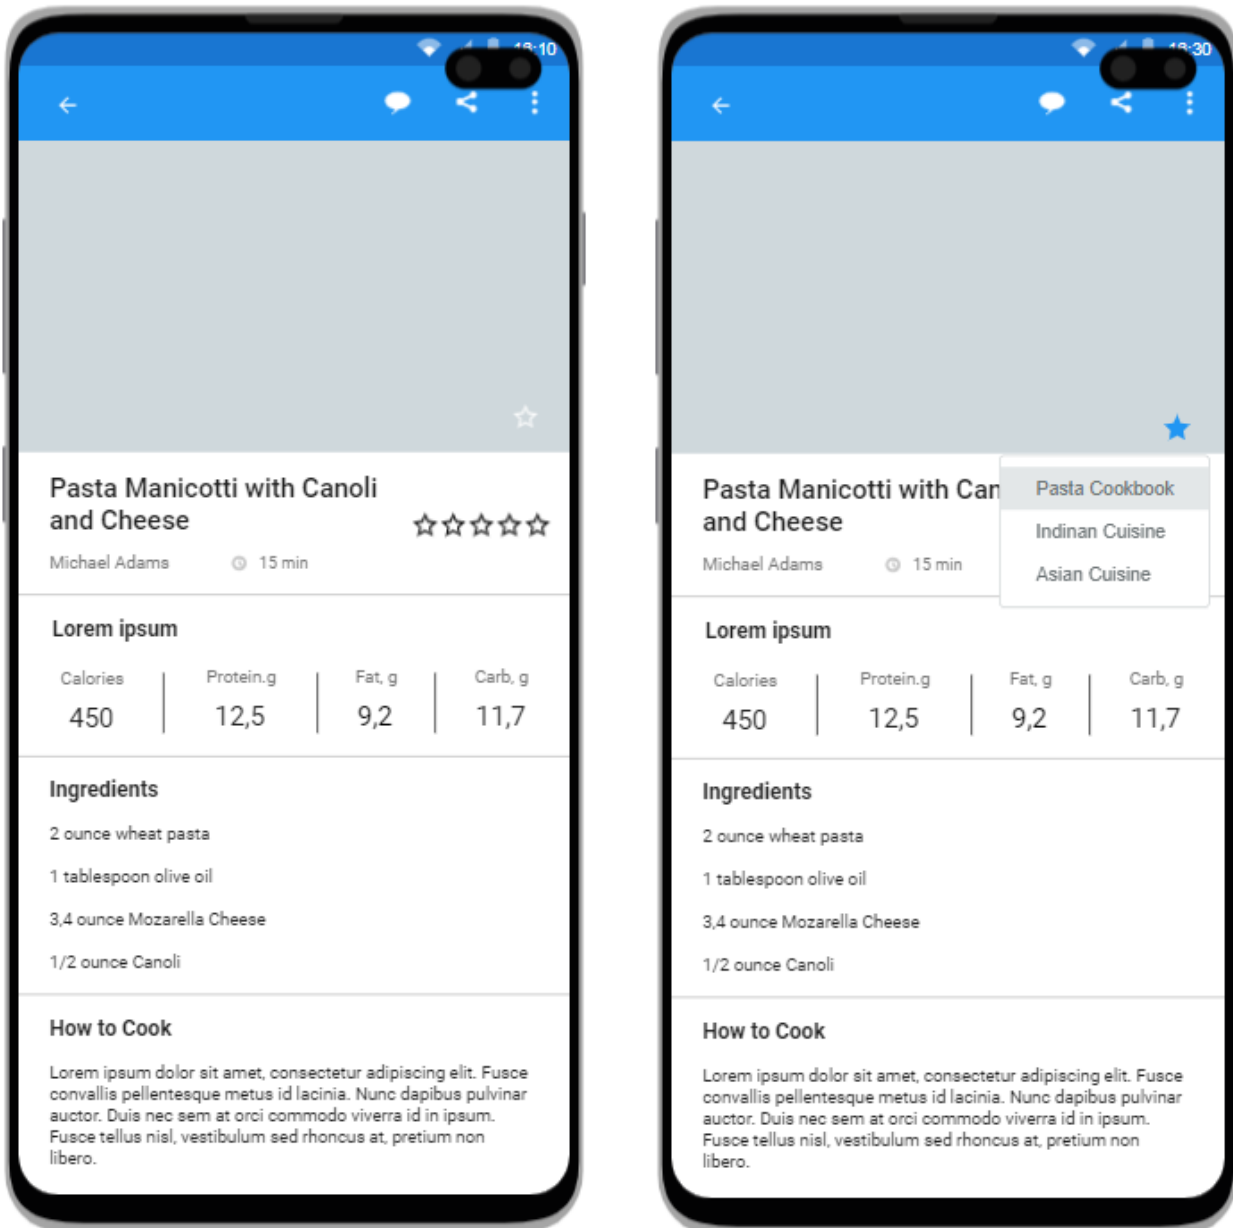 18:10
Pasta Manicotti with Canoli
and Cheese
Michael Adams 15 min
Lorem ipsum
Calories Protein.g Fat, g Carb, g
450 12,5 9,2 11,7
Ingredients
2 ounce wheat pasta
1 tablespoon olive oil
3,4 ounce Mozarella Cheese
1/2 ounce Canoli
How to Cook
Lorem ipsum dolor sit amet, consectetur adipiscing elit. Fusce
convallis pellentesque metus id lacinia. Nunc dapibus pulvinar
auctor. Duis nec sem at orci commodo viverra id in ipsum.
Fusce tellus nisl, vestibulum sed rhoncus at, pretium non
libero.
18:30
Pasta Manicotti with Can
and Cheese
Michael Adams 15 min
Pasta Cookbook
Indinan Cuisine
Asian Cuisine
Lorem ipsum
Calories Protein.g Fat, g Carb, g
450 12,5 9,2 11,7
Ingredients
2 ounce wheat pasta
1 tablespoon olive oil
3,4 ounce Mozarella Cheese
1/2 ounce Canoli
How to Cook
Lorem ipsum dolor sit amet, consectetur adipiscing elit. Fusce
convallis pellentesque metus id lacinia. Nunc dapibus pulvinar
auctor. Duis nec sem at orci commodo viverra id in ipsum.
Fusce tellus nisl, vestibulum sed rhoncus at, pretium non
libero.